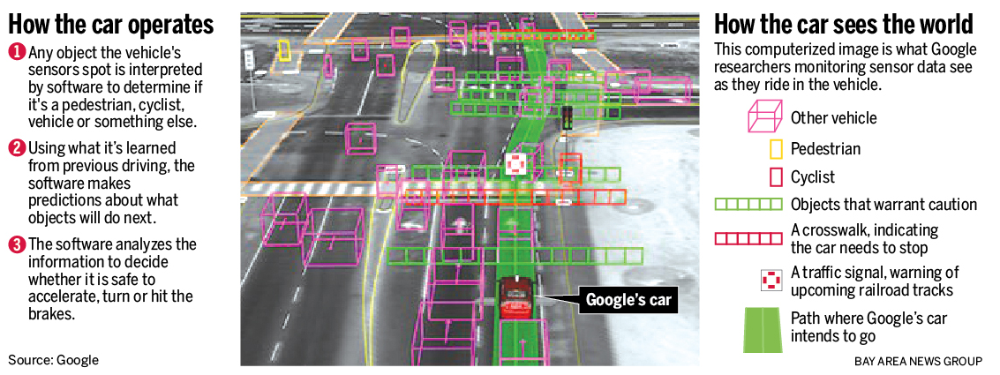 How the car operates
1 Any object the vehicle's
sensors spot is interpreted
by software to determine if
it's a pedestrian, cyclist,
vehicle or something else.
2 Using what it's learned
from previous driving, the
software makes
predictions about what
objects will do next.
3 The software analyzes the
information to decide
whether it is safe to
accelerate, turn or hit the
brakes.
Source: Google
Google's car
How the car sees the world
This computerized image is what Google
researchers monitoring sensor data see
as they ride in the vehicle.
Other vehicle
Pedestrian
Cyclist
Objects that warrant caution
A crosswalk, indicating
the car needs to stop
A traffic signal, warning of
upcoming railroad tracks
Path where Google's car
intends to go
BAY AREA NEWS GROUP